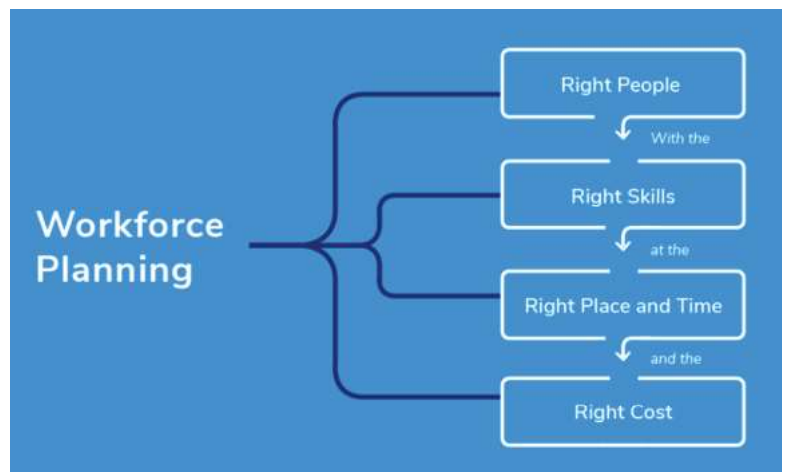 Workforce
Planning
Right People
With the
Right Skills
at the
Right Place and Time
and the
Right Cost